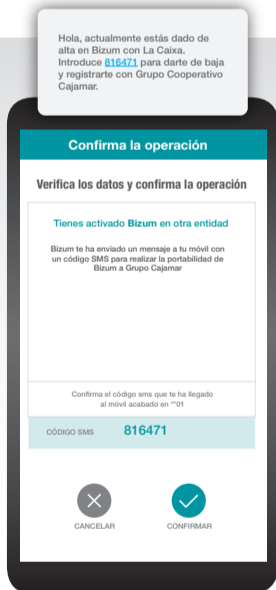 Hola, actualmente estás dado de
alta en Bizum con La Caixa.
Introduce 816471 para darte de baja
y registrarte con Grupo Cooperativo
Cajamar.
Confirma la operación
Verifica los datos y confirma la operación
Tienes activado Bizum en otra entidad
Bizum te ha enviado un mensaje a tu móvil con
un código SMS para realizar la portabilidad de
Bizum a Grupo Cajamar
Confirma el código sms que te ha llegado
al móvil acabado en **01
CÓDIGO SMS 816471
CANCELAR CONFIRMAR